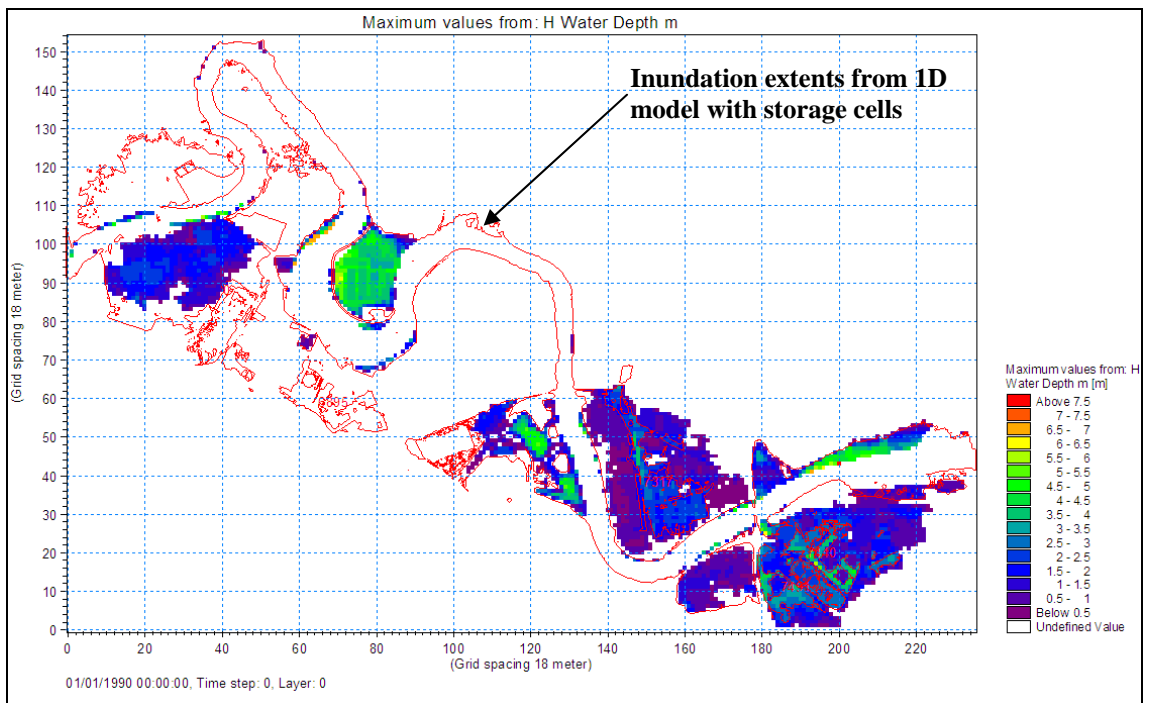 Maximum values from: H Water Depth m
Inundation extents from 1D
model with storage cells
150
140
130
120
110
100
90
80
70
60
50
40
30
20
10
0
(Grid spacing 18 meter)
0 20 40 60 80 100 120 140 160 180 200 220
(Grid spacing 18 meter)
01/01/1990 00:00:00, Time step: 0, Layer: 0
Maximum values from: H
Water Depth m [m]
Above 7.5
7 - 7.5
6.5 - 7
6 - 6.5
5.5 - 6
5 - 5.5
4.5 - 5
4 - 4.5
3.5 - 4
3 - 3.5
2.5 - 3
2 - 2.5
1.5 - 2
1 - 1.5
0.5 - 1
Below 0.5
Undefined Value